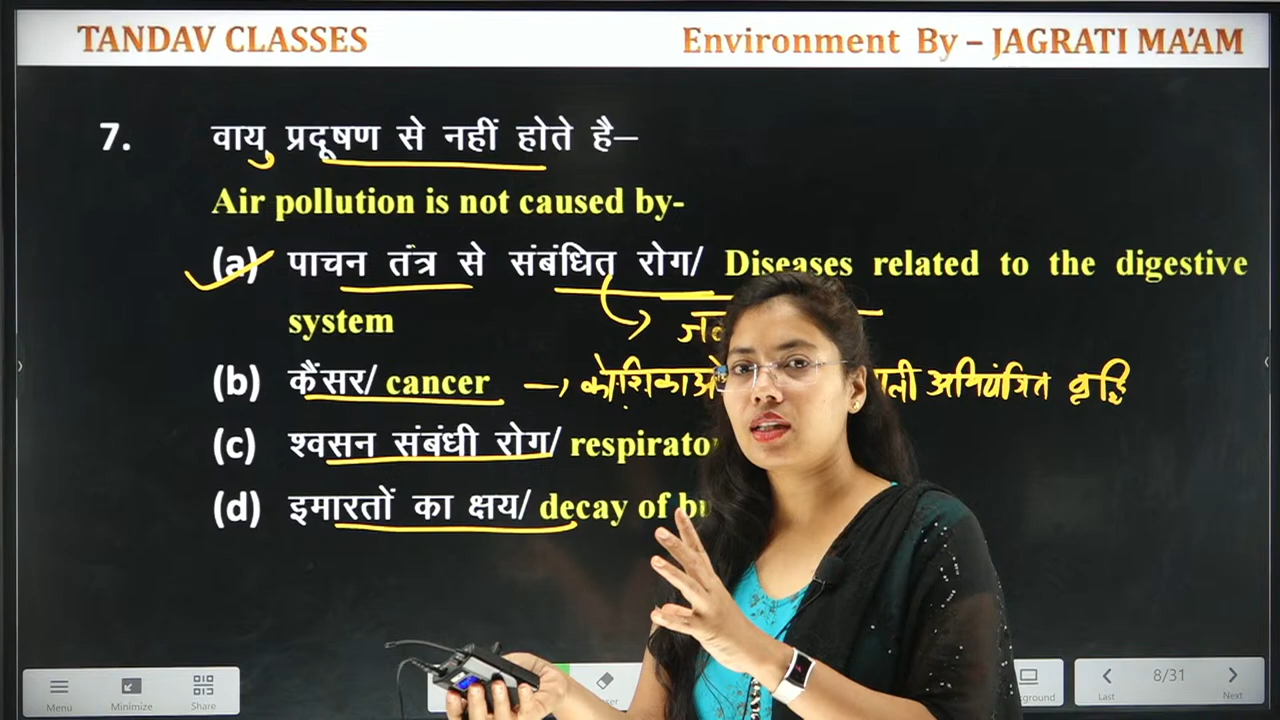 TANDAV CLASSES
Environment By – JAGRATI MA'AM
7. वायु प्रदूषण से नहीं होते है–
Air pollution is not caused by-
(a) पाचन तंत्र से संबंधित रोग/ Diseases related to the digestive
system
(b) कैंसर/ cancer → अनियंत्रित वृद्धि
(c) श्वसन संबंधी रोग/
(d) इमारतों का क्षय/ decay of
Menu
Minimize
Share
8/31
Last
Next